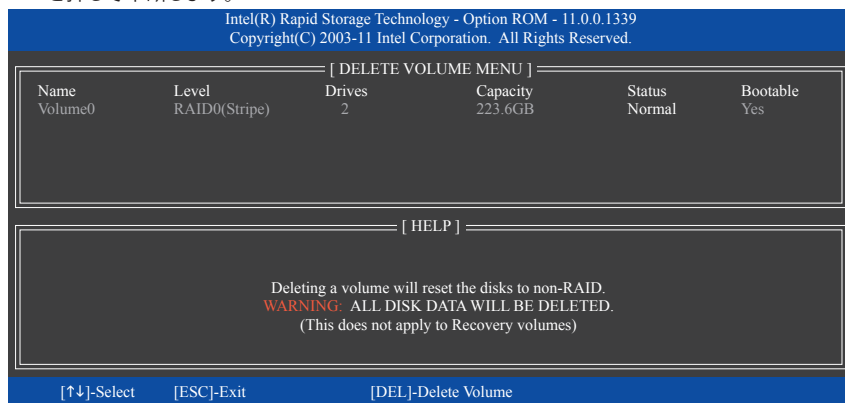 Intel(R) Rapid Storage Technology - Option ROM - 11.0.0.1339
Copyright(C) 2003-11 Intel Corporation. All Rights Reserved.
[ DELETE VOLUME MENU ]
Name Level Drives Capacity Status Bootable
Volume0 RAID0(Stripe) 2 223.6GB Normal Yes
[ HELP ]
Deleting a volume will reset the disks to non-RAID.
WARNING: ALL DISK DATA WILL BE DELETED.
(This does not apply to Recovery volumes)
[↑↓]-Select [ESC]-Exit [DEL]-Delete Volume